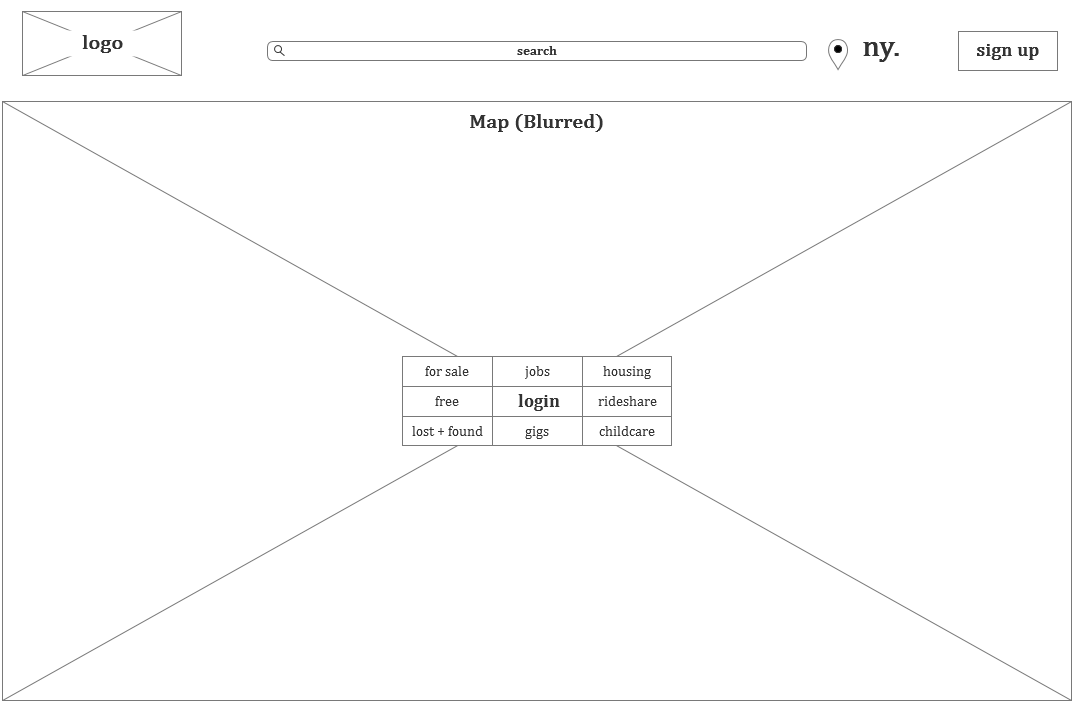 logo
search
ny.
sign up
Map (Blurred)
for sale
jobs
housing
free
login
rideshare
lost + found
gigs
childcare